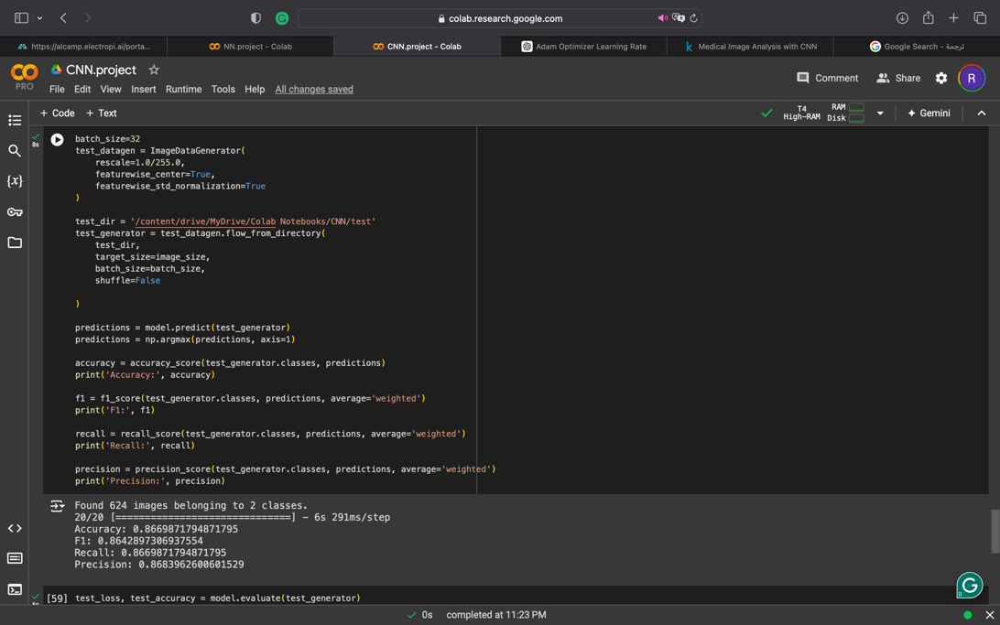 colab.research.google.com
https://alcamp.electropi.ai/porta...
NN.project - Colab
CNN.project - Colab
Adam Optimizer Learning Rate
Medical Image Analysis with CNN
Google Search - ترجمة
CNN.project
PRO
File Edit View Insert Runtime Tools Help All changes saved
Comment
Share
R
+ Code + Text
T4
High-RAM
RAM
Disk
Gemini
8s
batch_size=32
test_datagen = ImageDataGenerator(
    rescale=1.0/255.0,
    featurewise_center=True,
    featurewise_std_normalization=True
)
test_dir = '/content/drive/MyDrive/Colab Notebooks/CNN/test'
test_generator = test_datagen.flow_from_directory(
    test_dir,
    target_size=image_size,
    batch_size=batch_size,
    shuffle=False
)
predictions = model.predict(test_generator)
predictions = np.argmax(predictions, axis=1)
accuracy = accuracy_score(test_generator.classes, predictions)
print('Accuracy:', accuracy)
f1 = f1_score(test_generator.classes, predictions, average='weighted')
print('F1:', f1)
recall = recall_score(test_generator.classes, predictions, average='weighted')
print('Recall:', recall)
precision = precision_score(test_generator.classes, predictions, average='weighted')
print('Precision:', precision)
Found 624 images belonging to 2 classes.
20/20 [==============================] - 6s 291ms/step
Accuracy: 0.8669871794871795
F1: 0.8642897306937554
Recall: 0.8669871794871795
Precision: 0.8683962600601529
[59] test_loss, test_accuracy = model.evaluate(test_generator)
0s completed at 11:23 PM